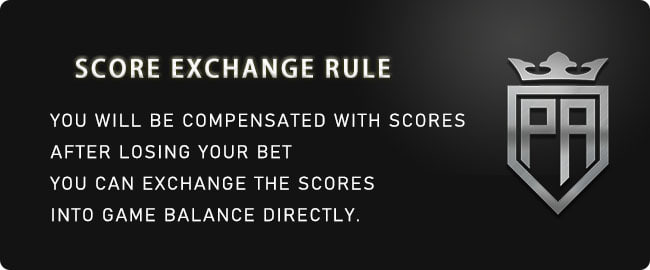 SCORE EXCHANGE RULE
YOU WILL BE COMPENSATED WITH SCORES
AFTER LOSING YOUR BET
YOU CAN EXCHANGE THE SCORES
INTO GAME BALANCE DIRECTLY.
PA